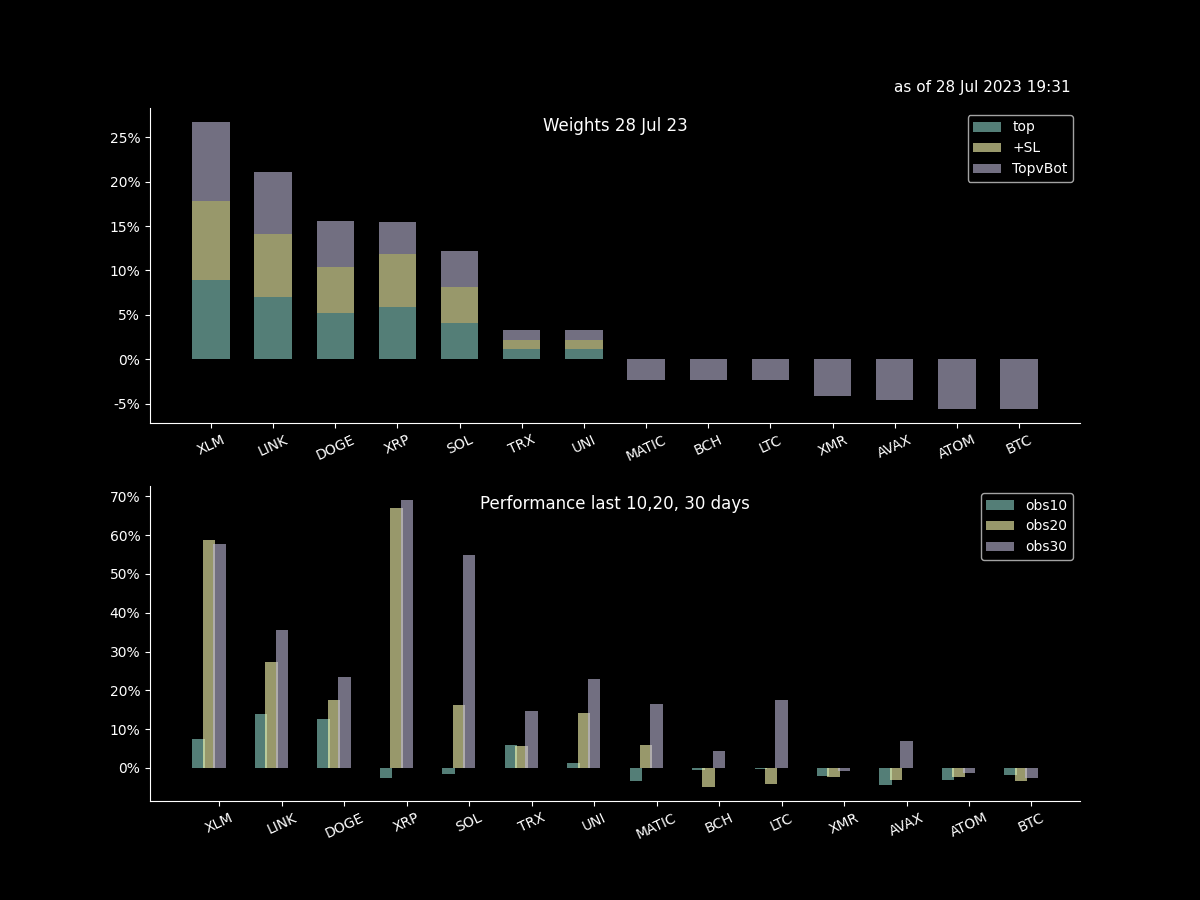 as of 28 Jul 2023 19:31
Weights 28 Jul 23
top
+SL
TopvBot
25%
20%
15%
10%
5%
0%
-5%
XLM LINK DOGE XRP SOL TRX UNI MATIC BCH LTC XMR AVAX ATOM BTC
Performance last 10,20, 30 days
obs10
obs20
obs30
70%
60%
50%
40%
30%
20%
10%
0%
XLM LINK DOGE XRP SOL TRX UNI MATIC BCH LTC XMR AVAX ATOM BTC